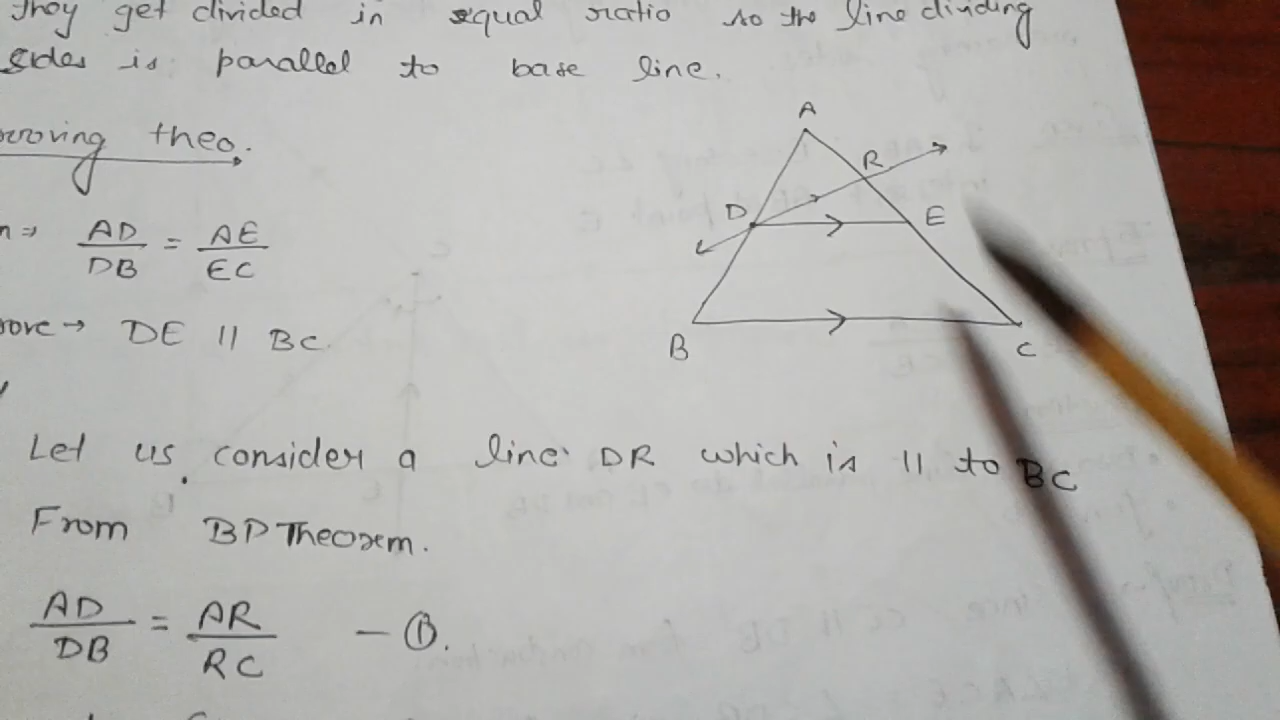 They get divided in equal ratio so the line dividing
sides is parallel to base line.
roving theo.
A
R
D
E
B
C
n ⇒ AD/DB = AE/EC
rove → DE || BC
Let us consider a line DR which is || to BC
From BP Theorem.
AD/DB = AR/RC — ①.